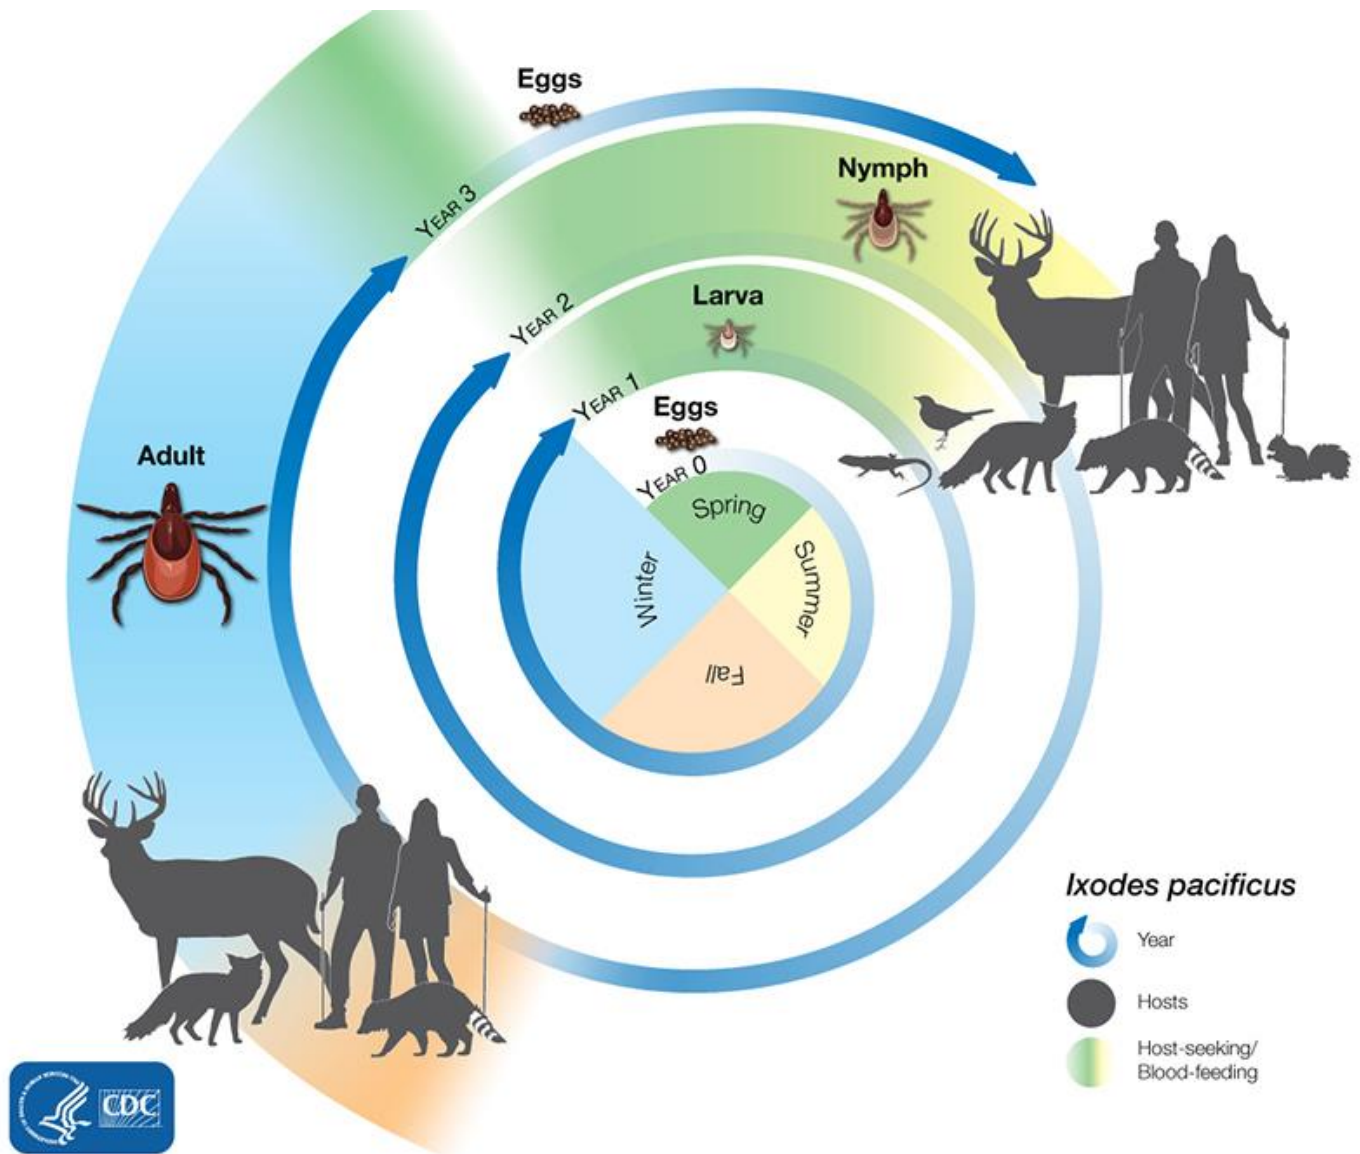 Eggs
Nymph
YEAR 3
Larva
YEAR 2
YEAR 1
Eggs
YEAR 0
Spring
Summer
Winter
Fall
Adult
Ixodes pacificus
Year
Hosts
Host-seeking/
Blood-feeding
CDC